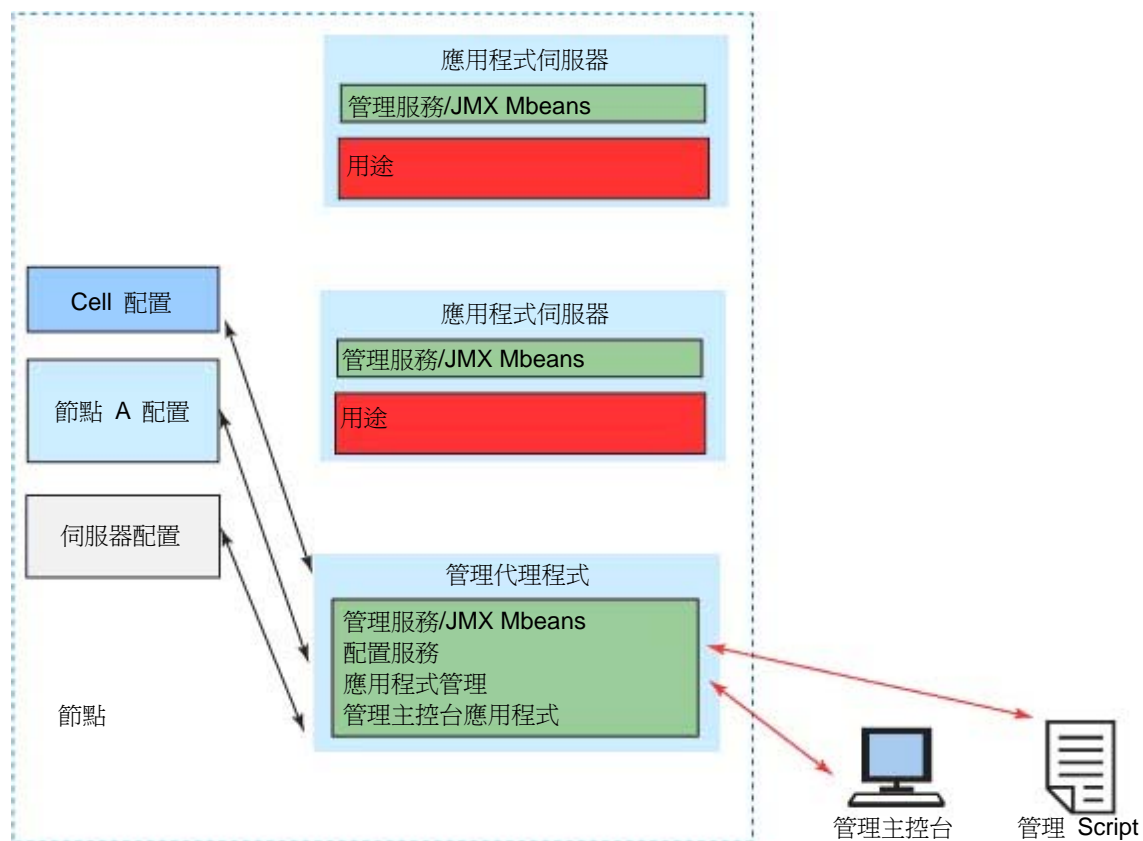 應用程式伺服器
管理服務/JMX Mbeans
用途
Cell 配置
節點 A 配置
伺服器配置
應用程式伺服器
管理服務/JMX Mbeans
用途
管理代理程式
管理服務/JMX Mbeans
配置服務
應用程式管理
管理主控台應用程式
節點
管理主控台
管理 Script